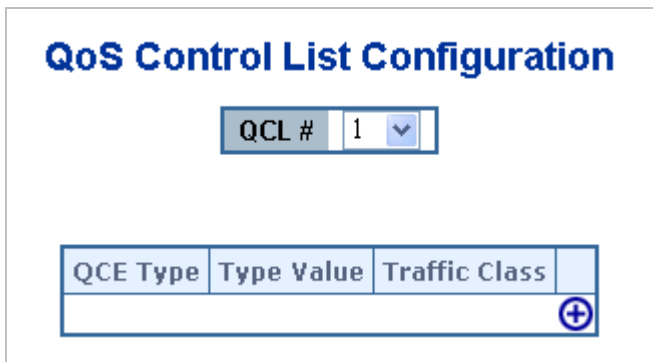 QoS Control List Configuration
QCL # 1
QCE Type Type Value Traffic Class